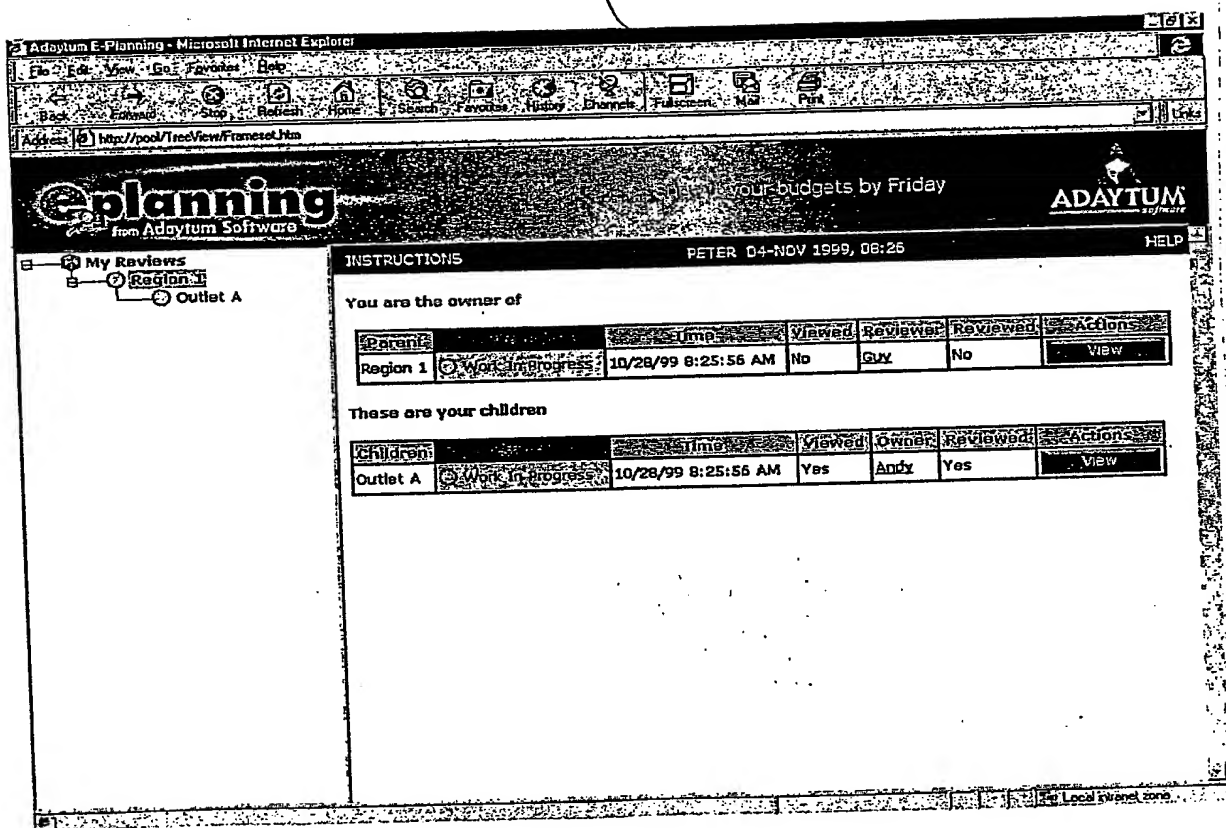 Adaytum E-Planning - Microsoft Internet Explorer
File Edit View Go Favorites Help
Back Forward Stop Refresh Home Search Favorites History Channels Fullscreen Mail Print
Address http://pool/TreeView/Frameset.htm Links
eplanning
from Adaytum Software
your budgets by Friday
ADAYTUM
software
My Reviews
Region 1
Outlet A
INSTRUCTIONS PETER 04-NOV 1999, 08:26 HELP
You are the owner of
Parent Time Viewed Reviewer Reviewed Actions
Region 1 Work In Progress 10/28/99 8:25:56 AM No Guy No View
These are your children
Children Time Viewed Owner Reviewed Actions
Outlet A Work In Progress 10/28/99 8:25:56 AM Yes Andy Yes View
Local intranet zone